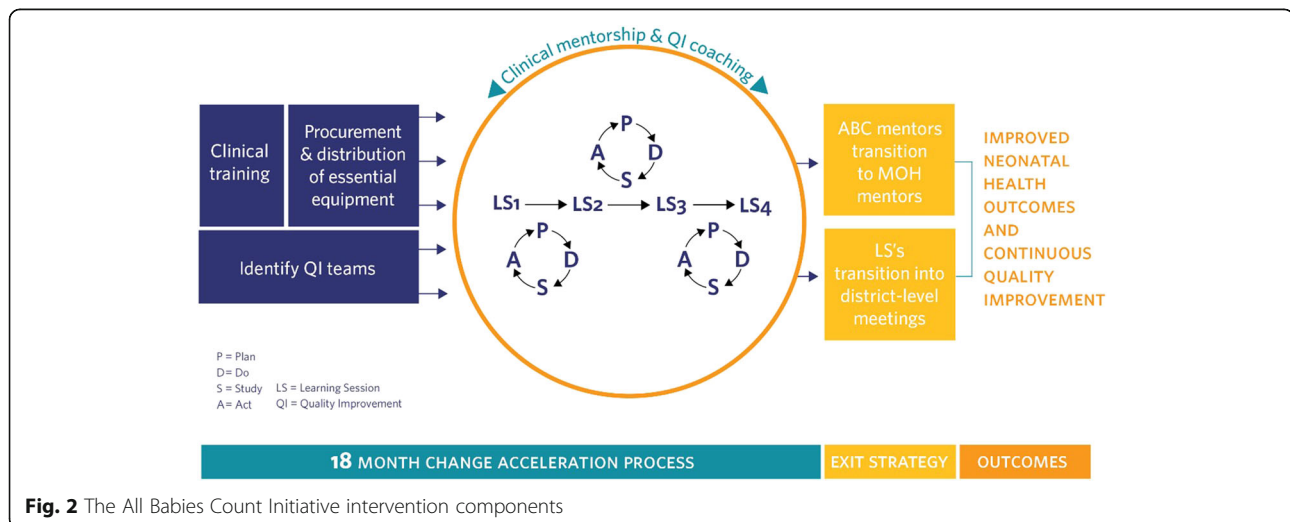 Clinical mentorship & QI coaching
Clinical
training
Procurement
& distribution
of essential
equipment
Identify QI teams
P
A D
S
LS1 LS2 LS3 LS4
P
A D
S
P
A D
S
ABC mentors
transition
to MOH
mentors
LS's
transition into
district-level
meetings
IMPROVED
NEONATAL
HEALTH
OUTCOMES
AND
CONTINUOUS
QUALITY
IMPROVEMENT
P = Plan
D = Do
S = Study LS = Learning Session
A = Act QI = Quality Improvement
18 MONTH CHANGE ACCELERATION PROCESS
EXIT STRATEGY
OUTCOMES
Fig. 2 The All Babies Count Initiative intervention components